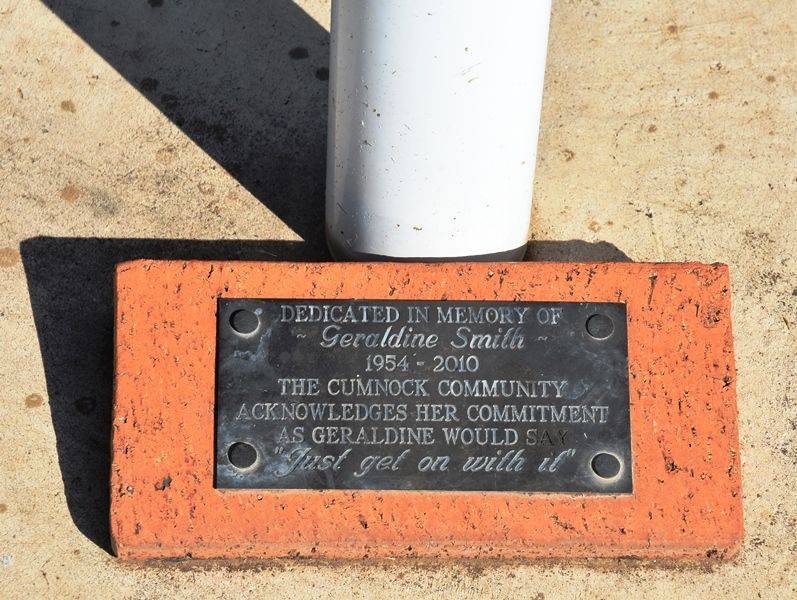 DEDICATED IN MEMORY OF
~ Geraldine Smith ~
1954 - 2010
THE CUMNOCK COMMUNITY
ACKNOWLEDGES HER COMMITMENT
AS GERALDINE WOULD SAY
"Just get on with it"